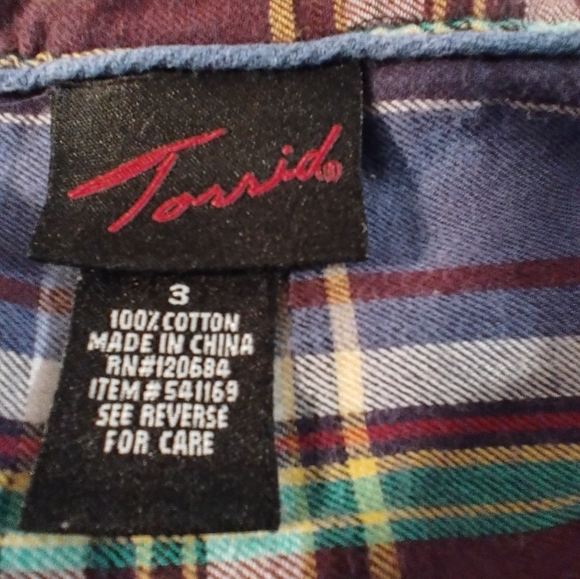 Torrid®
3
100% COTTON
MADE IN CHINA
RN#120684
ITEM# 541169
SEE REVERSE
FOR CARE